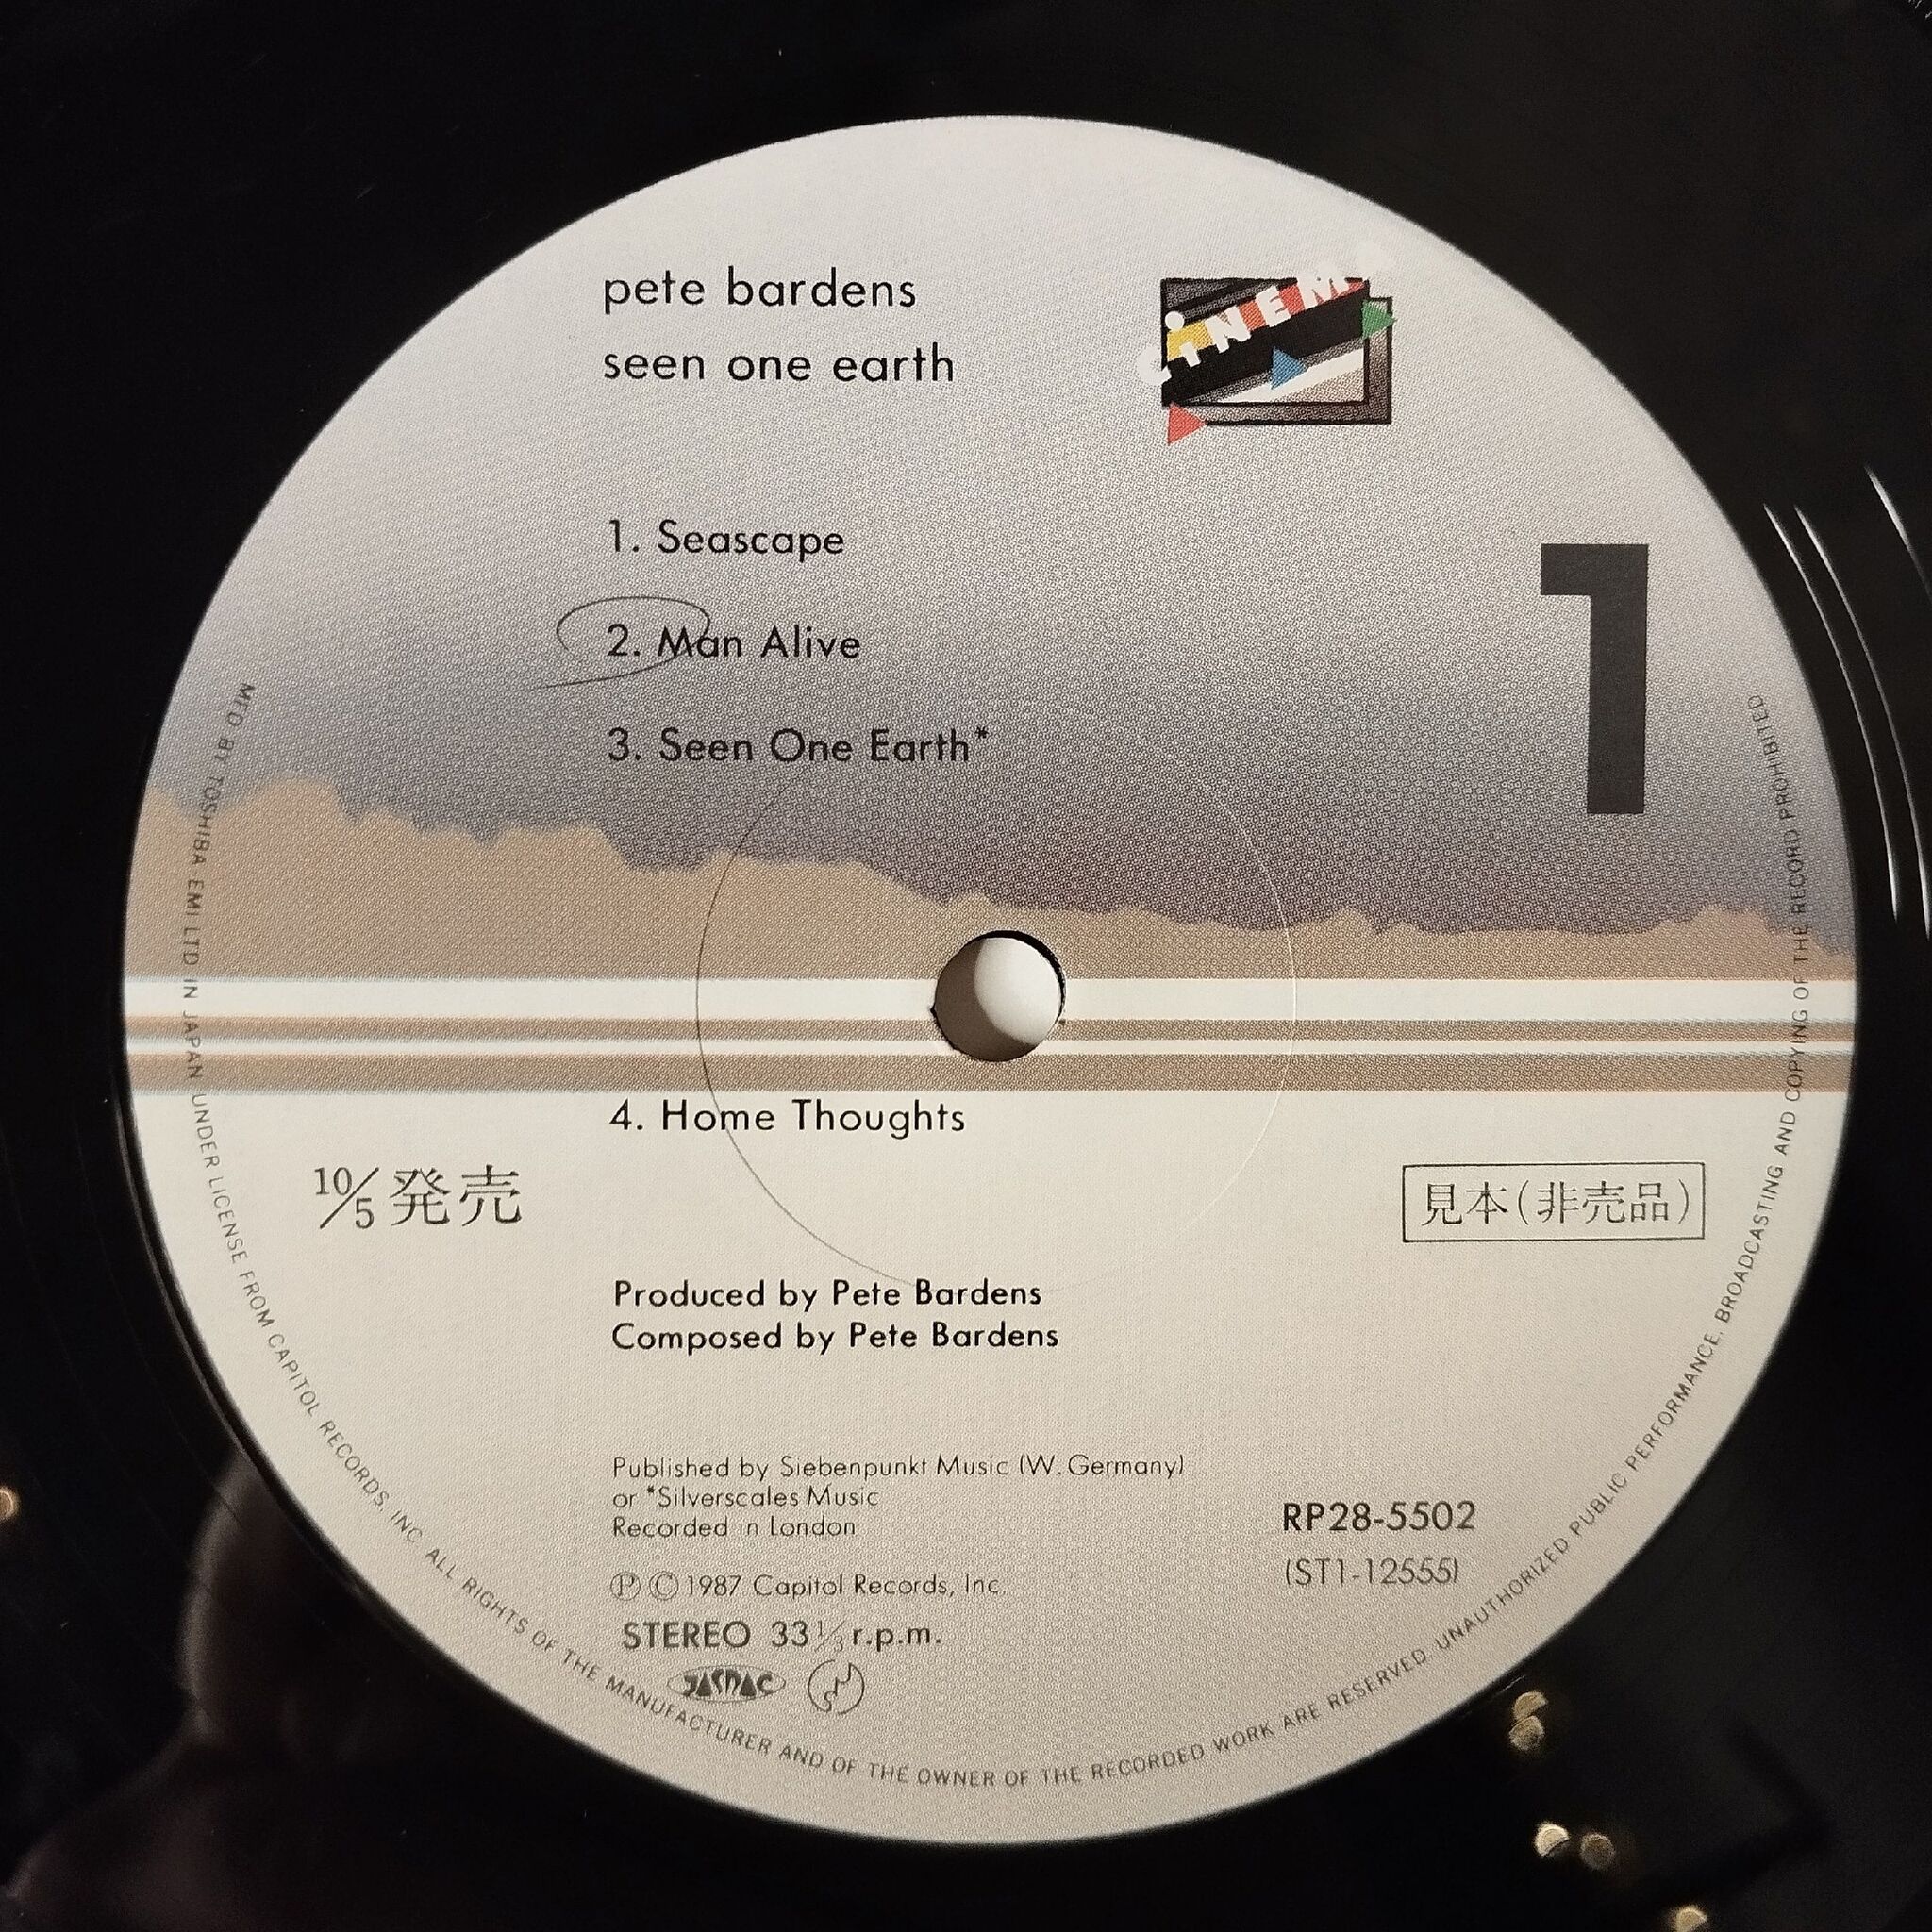 pete bardens
seen one earth
CiNEMA
1. Seascape
2. Man Alive
3. Seen One Earth*
1
4. Home Thoughts
10/5 発売
見本(非売品)
Produced by Pete Bardens
Composed by Pete Bardens
Published by Siebenpunkt Music (W. Germany)
or *Silverscales Music
Recorded in London
RP28-5502
(ST1-12555)
Ⓟ Ⓒ 1987 Capitol Records, Inc.
STEREO 33⅓ r.p.m.
JASRAC
MFD BY TOSHIBA EMI LTD IN JAPAN UNDER LICENSE FROM CAPITOL RECORDS, INC. ALL RIGHTS OF THE MANUFACTURER AND OF THE OWNER OF THE RECORDED WORK ARE RESERVED. UNAUTHORIZED PUBLIC PERFORMANCE, BROADCASTING AND COPYING OF THE RECORD PROHIBITED